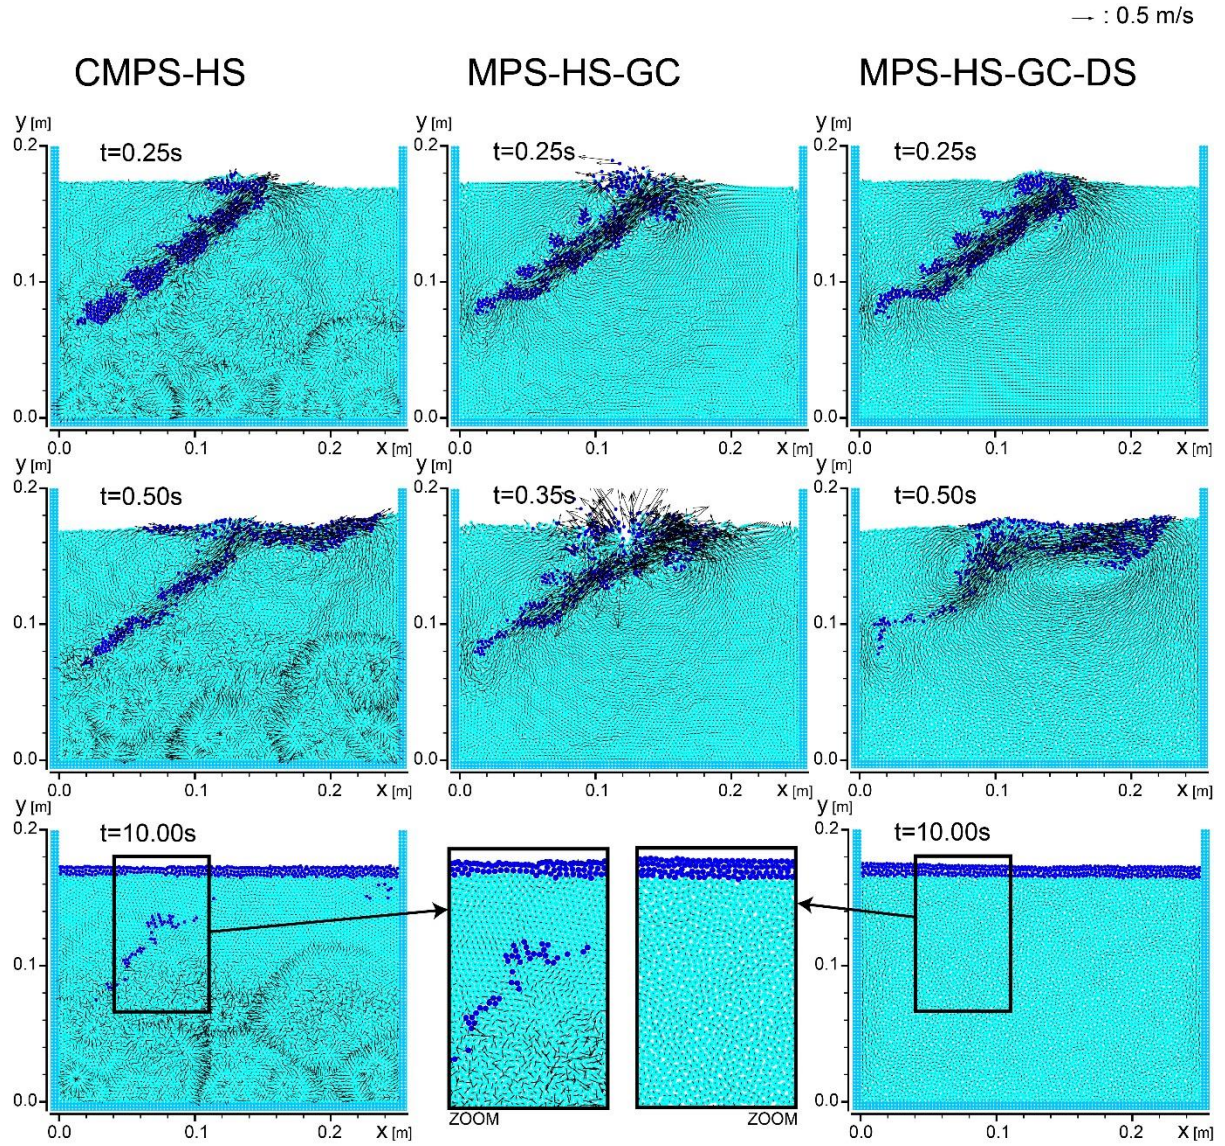 → : 0.5 m/s
CMPS-HS MPS-HS-GC MPS-HS-GC-DS
y [m] y [m] y [m]
0.2 t=0.25s 0.2 t=0.25s 0.2 t=0.25s
0.1 0.1 0.1
0.0 0.0 0.0
0.0 0.1 0.2 x [m] 0.0 0.1 0.2 x [m] 0.0 0.1 0.2 x [m]
y [m] y [m] y [m]
0.2 t=0.50s 0.2 t=0.35s 0.2 t=0.50s
0.1 0.1 0.1
0.0 0.0 0.0
0.0 0.1 0.2 x [m] 0.0 0.1 0.2 x [m] 0.0 0.1 0.2 x [m]
y [m] y [m]
0.2 t=10.00s 0.2 t=10.00s
0.1 0.1
0.0 0.0
ZOOM ZOOM
0.0 0.1 0.2 x [m] 0.0 0.1 0.2 x [m]